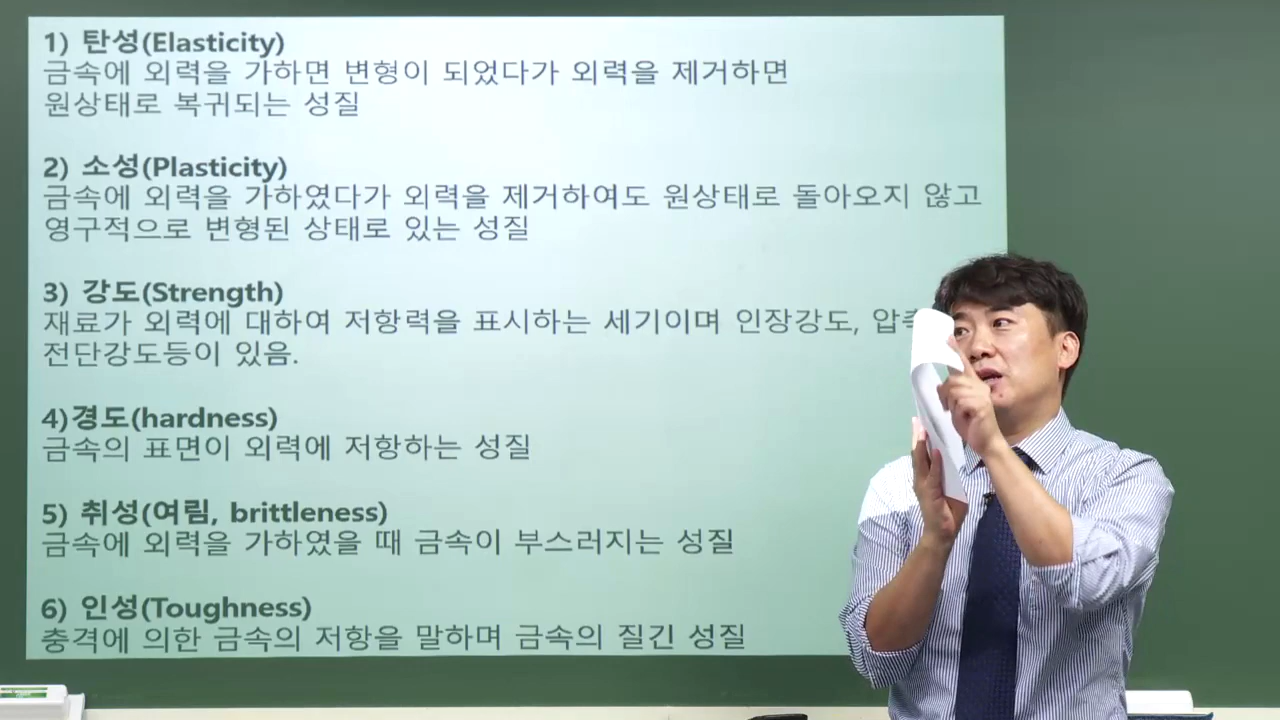 1) 탄성(Elasticity)
금속에 외력을 가하면 변형이 되었다가 외력을 제거하면
원상태로 복귀되는 성질
2) 소성(Plasticity)
금속에 외력을 가하였다가 외력을 제거하여도 원상태로 돌아오지 않고
영구적으로 변형된 상태로 있는 성질
3) 강도(Strength)
재료가 외력에 대하여 저항력을 표시하는 세기이며 인장강도,
전단강도등이 있음.
4)경도(hardness)
금속의 표면이 외력에 저항하는 성질
5) 취성(여림, brittleness)
금속에 외력을 가하였을 때 금속이 부스러지는 성질
6) 인성(Toughness)
충격에 의한 금속의 저항을 말하며 금속의 질긴 성질